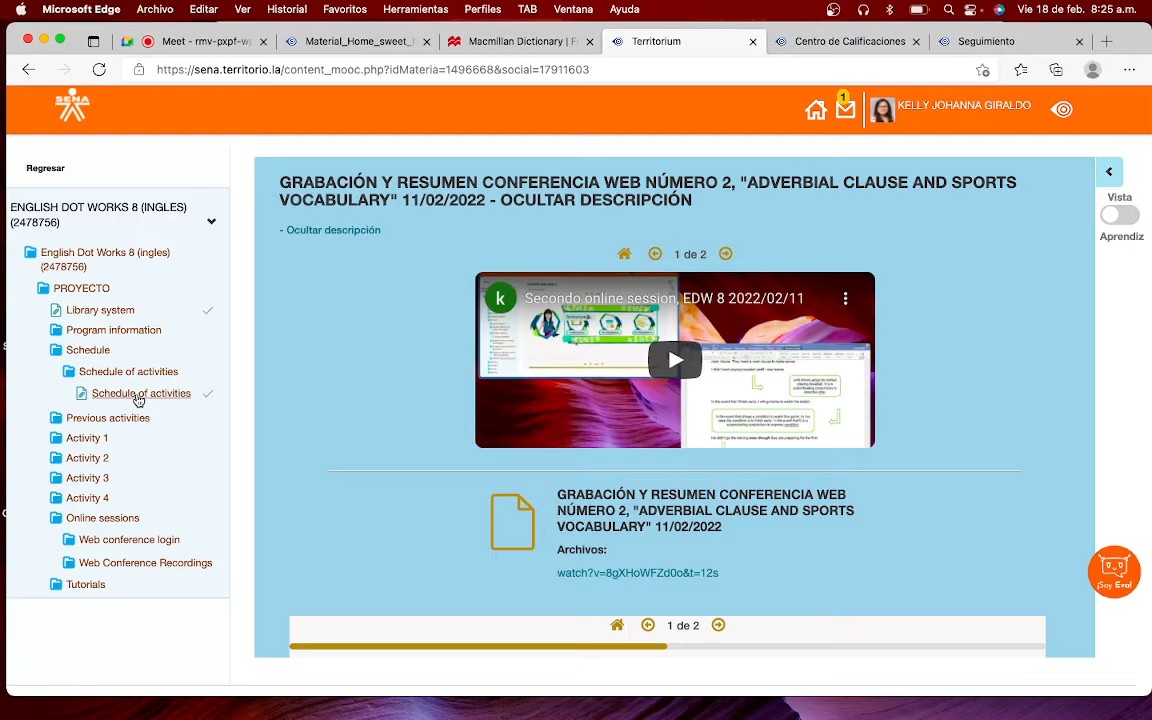 Microsoft Edge Archivo Editar Ver Historial Favoritos Herramientas Perfiles TAB Ventana Ayuda Vie 18 de feb. 8:25 a.m.
Meet - rmv-pxpf-w
Material_Home_sweet_
Macmillan Dictionary | F
Territorium
Centro de Calificaciones
Seguimiento
https://sena.territorio.la/content_mooc.php?idMateria=1496668&social=17911603
SENA
1
KELLY JOHANNA GIRALDO
Regresar
ENGLISH DOT WORKS 8 (INGLES)
(2478756)
English Dot Works 8 (ingles)
(2478756)
PROYECTO
Library system
Program information
Schedule
Schedule of activities
Schedule of activities
Previous activities
Activity 1
Activity 2
Activity 3
Activity 4
Online sessions
Web conference login
Web Conference Recordings
Tutorials
GRABACIÓN Y RESUMEN CONFERENCIA WEB NÚMERO 2, "ADVERBIAL CLAUSE AND SPORTS
VOCABULARY" 11/02/2022 - OCULTAR DESCRIPCIÓN
- Ocultar descripción
1 de 2
k
Secondo online session, EDW 8 2022/02/11
GRABACIÓN Y RESUMEN CONFERENCIA WEB
NÚMERO 2, "ADVERBIAL CLAUSE AND SPORTS
VOCABULARY" 11/02/2022
Archivos:
watch?v=8gXHoWFZd0o&t=12s
1 de 2
Vista
Aprendiz
¡Soy Eva!